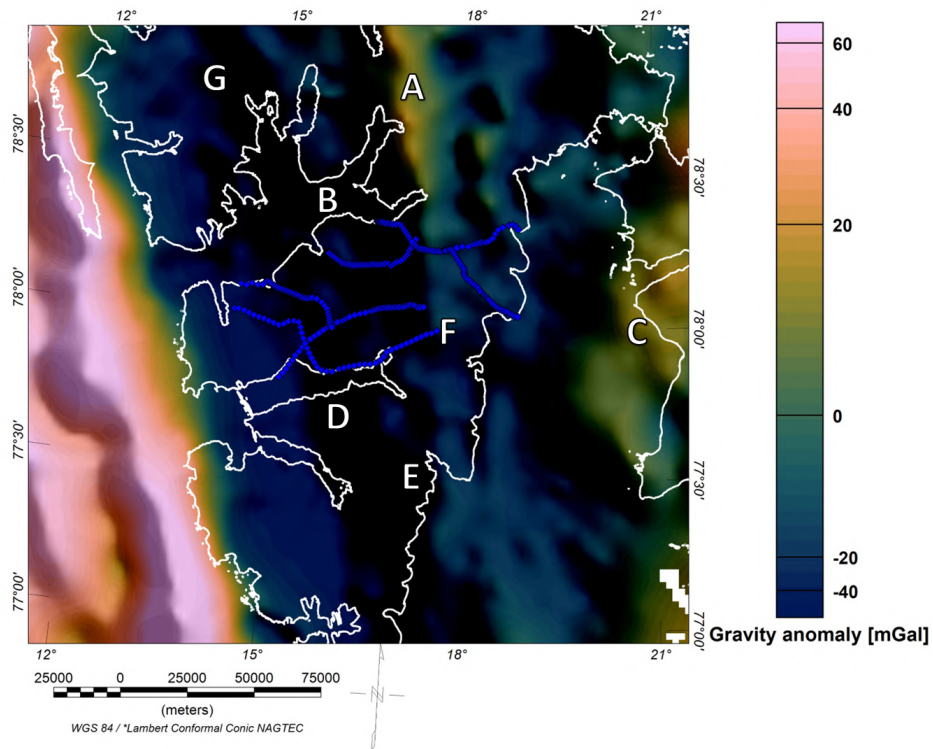 12° 15° 18° 21°
60
40
20
0
-20
-40
Gravity anomaly [mGal]
G A
B
C
F
D
E
78°30'
78°00'
77°30'
77°00'
78°30'
78°00'
77°30'
77°00'
12° 15° 18° 21°
25000 0 25000 50000 75000
(meters)
WGS 84 / *Lambert Conformal Conic NAGTEC
N